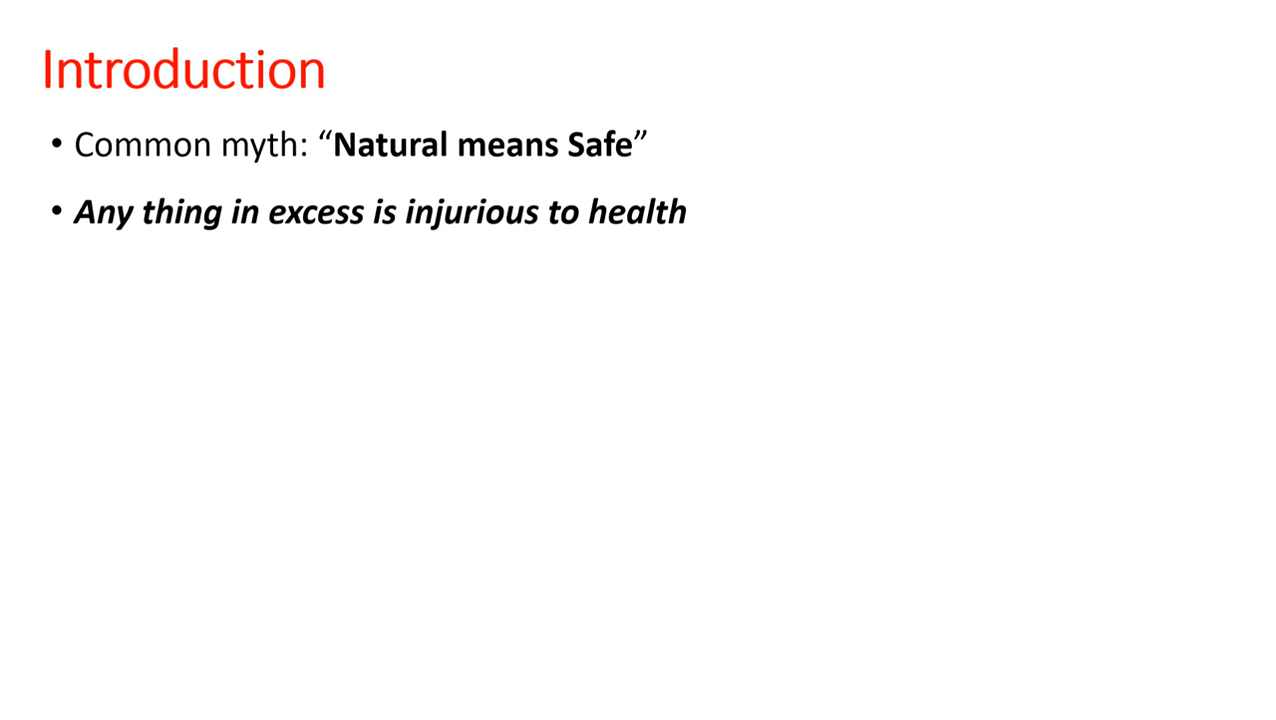 Introduction
• Common myth: “Natural means Safe”
• Any thing in excess is injurious to health